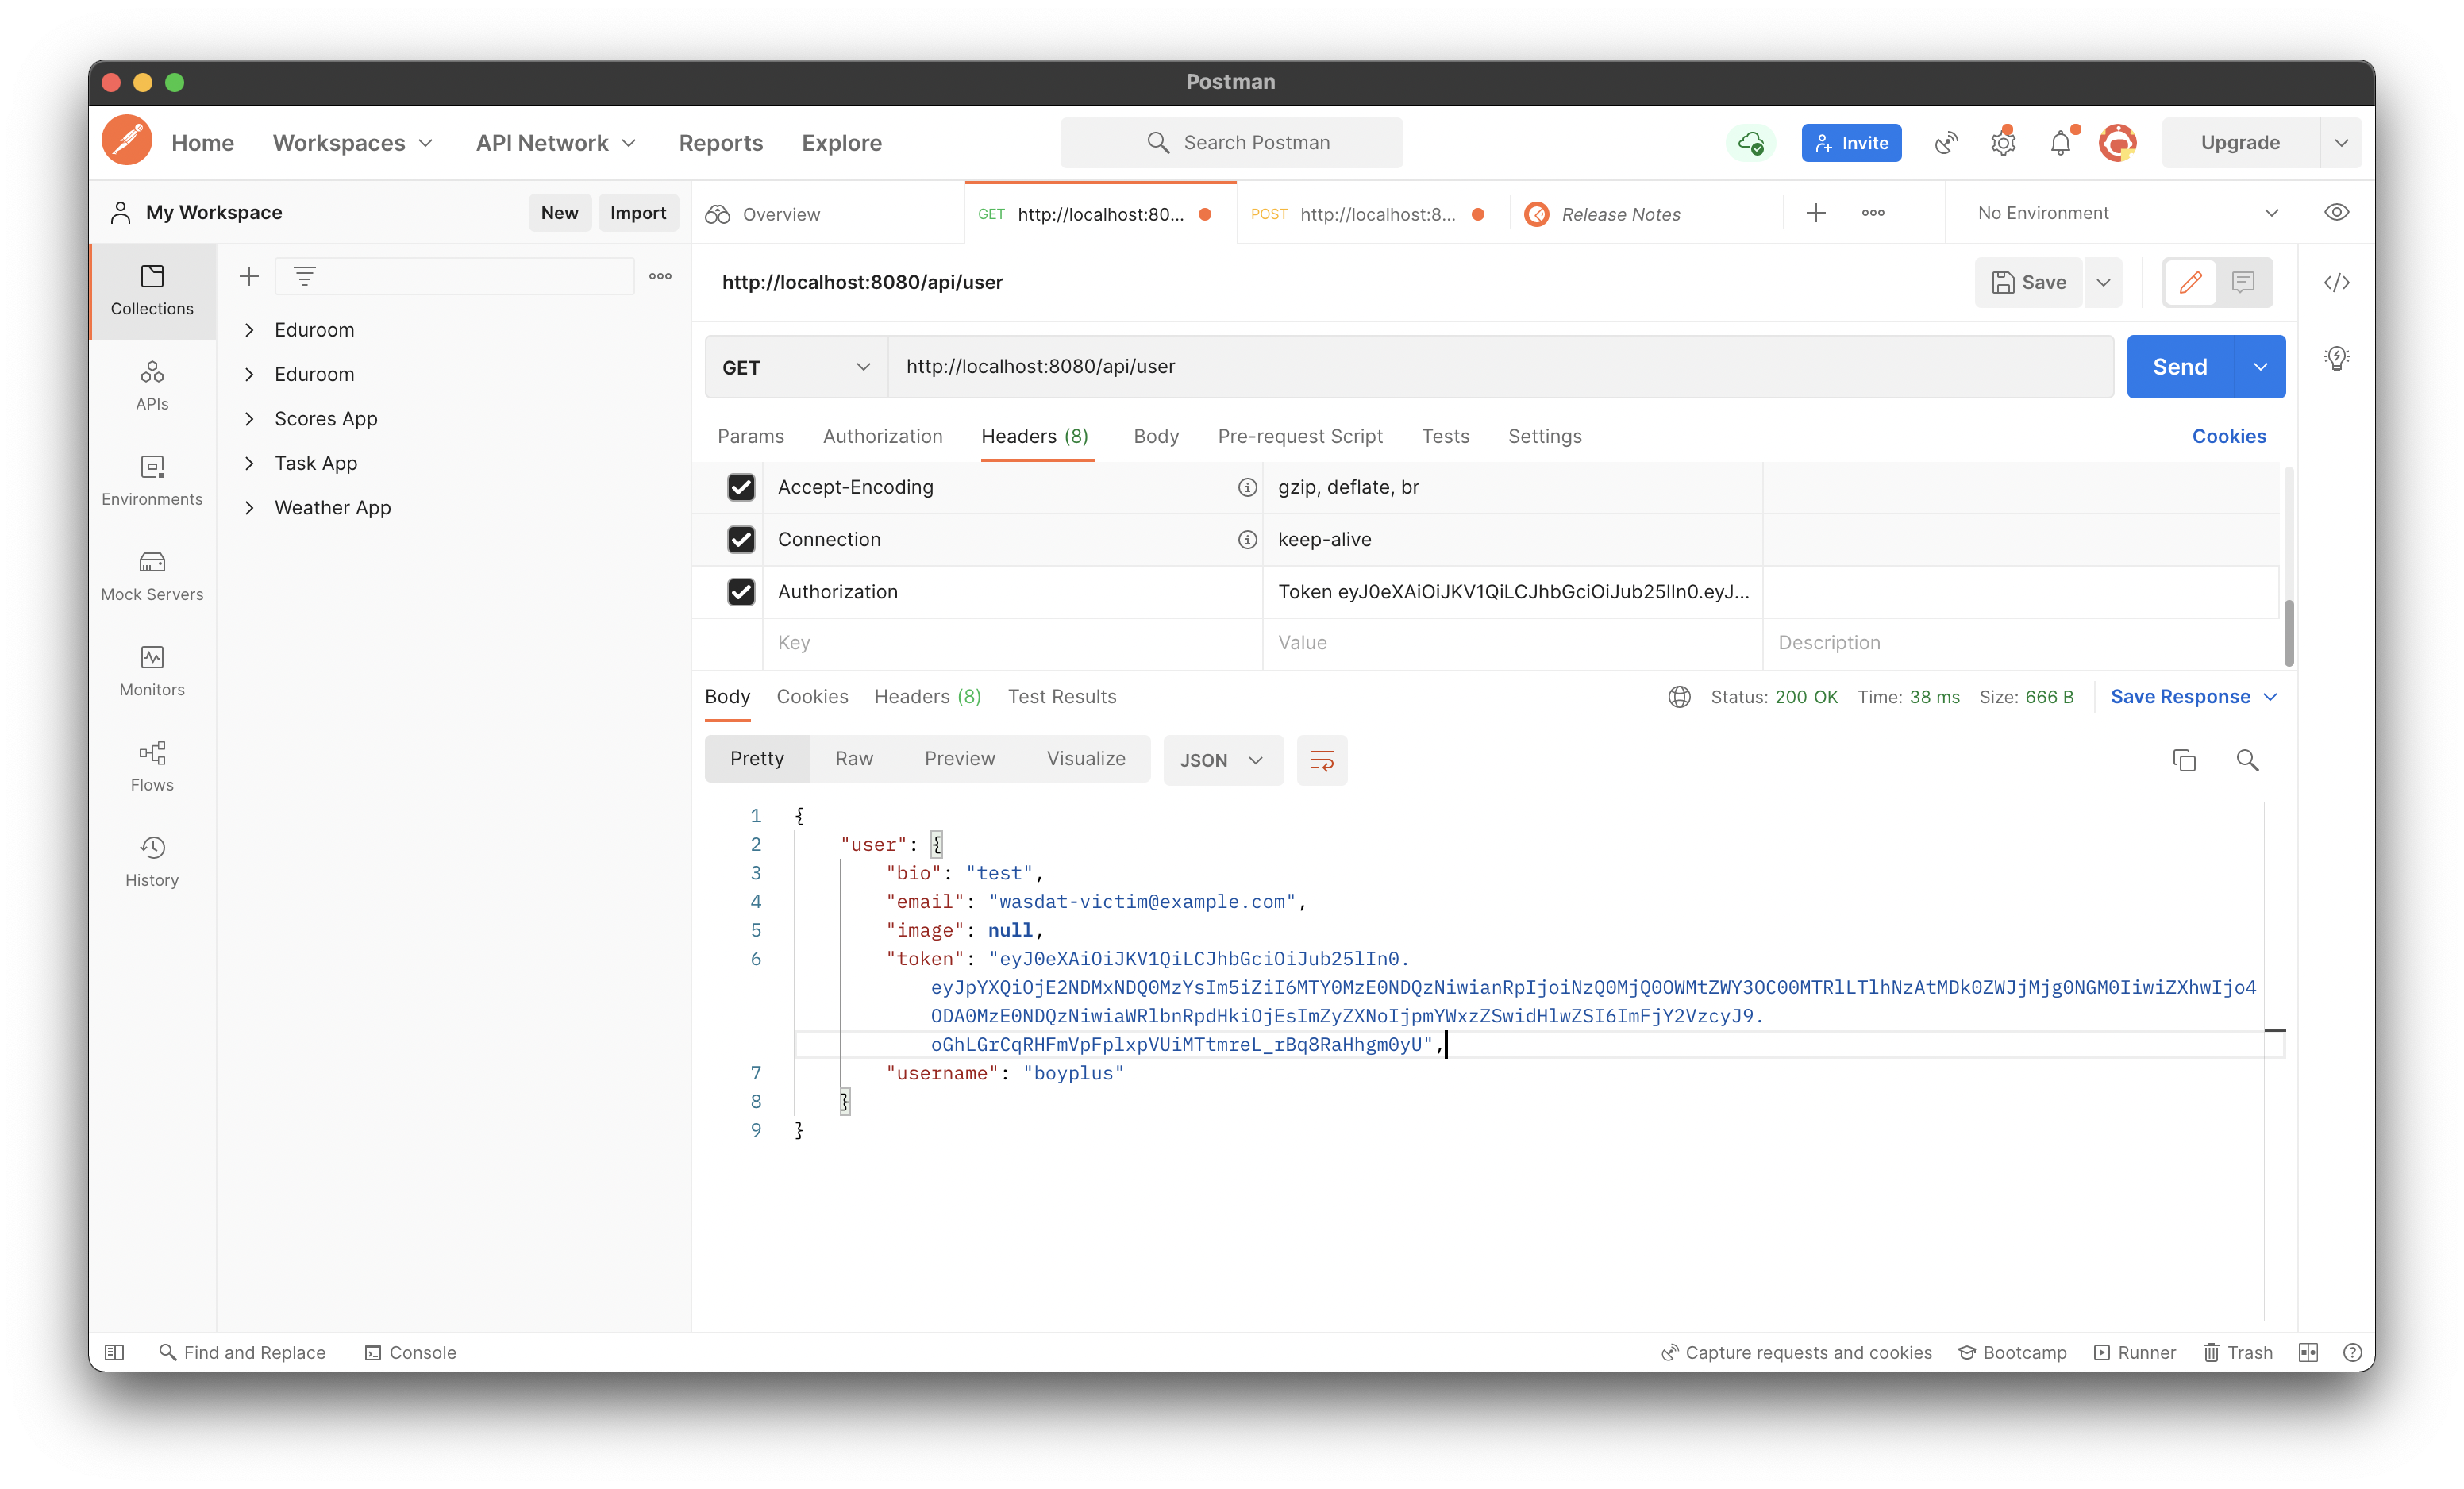 Postman
Home Workspaces API Network Reports Explore Search Postman Invite Upgrade
My Workspace New Import Overview GET http://localhost:80... POST http://localhost:8... Release Notes No Environment
Collections
APIs
Environments
Mock Servers
Monitors
Flows
History
Eduroom
Eduroom
Scores App
Task App
Weather App
http://localhost:8080/api/user Save
GET http://localhost:8080/api/user Send
Params Authorization Headers (8) Body Pre-request Script Tests Settings Cookies
Accept-Encoding gzip, deflate, br
Connection keep-alive
Authorization Token eyJ0eXAiOiJKV1QiLCJhbGciOiJub25lIn0.eyJ...
Key Value Description
Body Cookies Headers (8) Test Results Status: 200 OK Time: 38 ms Size: 666 B Save Response
Pretty Raw Preview Visualize JSON
1 {
2 "user": {
3 "bio": "test",
4 "email": "wasdat-victim@example.com",
5 "image": null,
6 "token": "eyJ0eXAiOiJKV1QiLCJhbGciOiJub25lIn0.
eyJpYXQiOjE2NDMxNDQ0MzYsIm5iZiI6MTY0MzE0NDQzNiwianRpIjoiNzQ0MjQ0OWMtZWY3OC00MTRlLTlhNzAtMDk0ZWJjMjg0NGM0IiwiZXhwIjo4
ODA0MzE0NDQzNiwiaWRlbnRpdHkiOjEsImZyZXNoIjpmYWxzZSwidHlwZSI6ImFjY2VzcyJ9.
oGhLGrCqRHFmVpFplxpVUiMTtmreL_rBq8RaHhgm0yU",
7 "username": "boyplus"
8 }
9 }
Find and Replace Console Capture requests and cookies Bootcamp Runner Trash